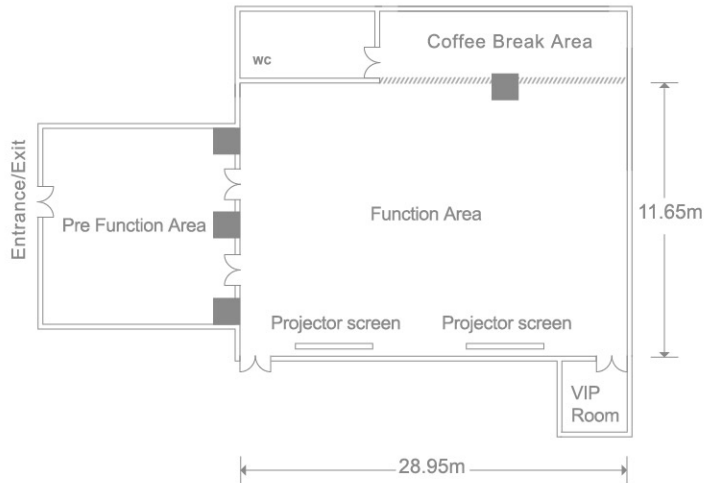 Coffee Break Area
WC
Entrance/Exit
Pre Function Area
Function Area
11.65m
Projector screen
Projector screen
VIP
Room
28.95m